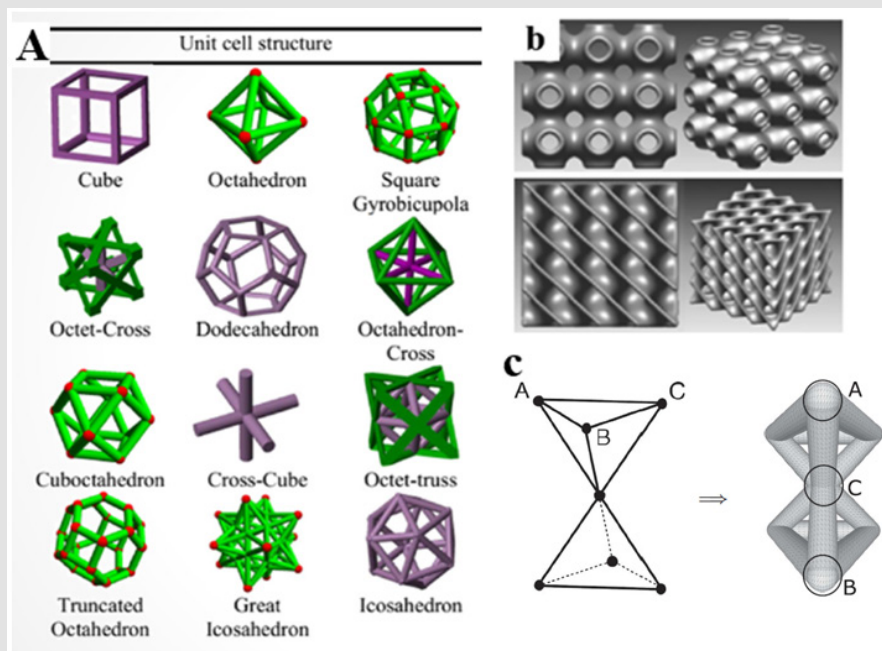 A
Unit cell structure
Cube
Octahedron
Square
Gyrobicupola
Octet-Cross
Dodecahedron
Octahedron-
Cross
Cuboctahedron
Cross-Cube
Octet-truss
Truncated
Octahedron
Great
Icosahedron
Icosahedron
b
c
A
C
B
⇒
A
C
B